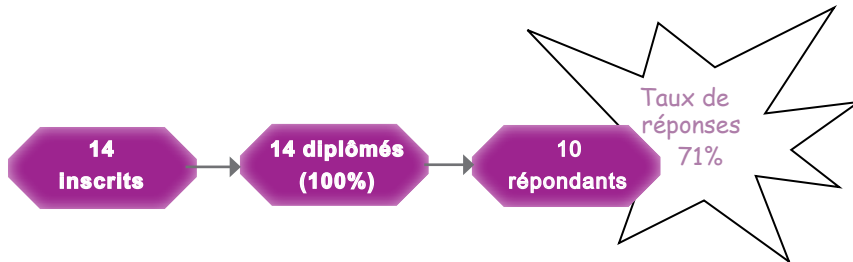 14
inscrits
14 diplômés
(100%)
10
répondants
Taux de
réponses
71%